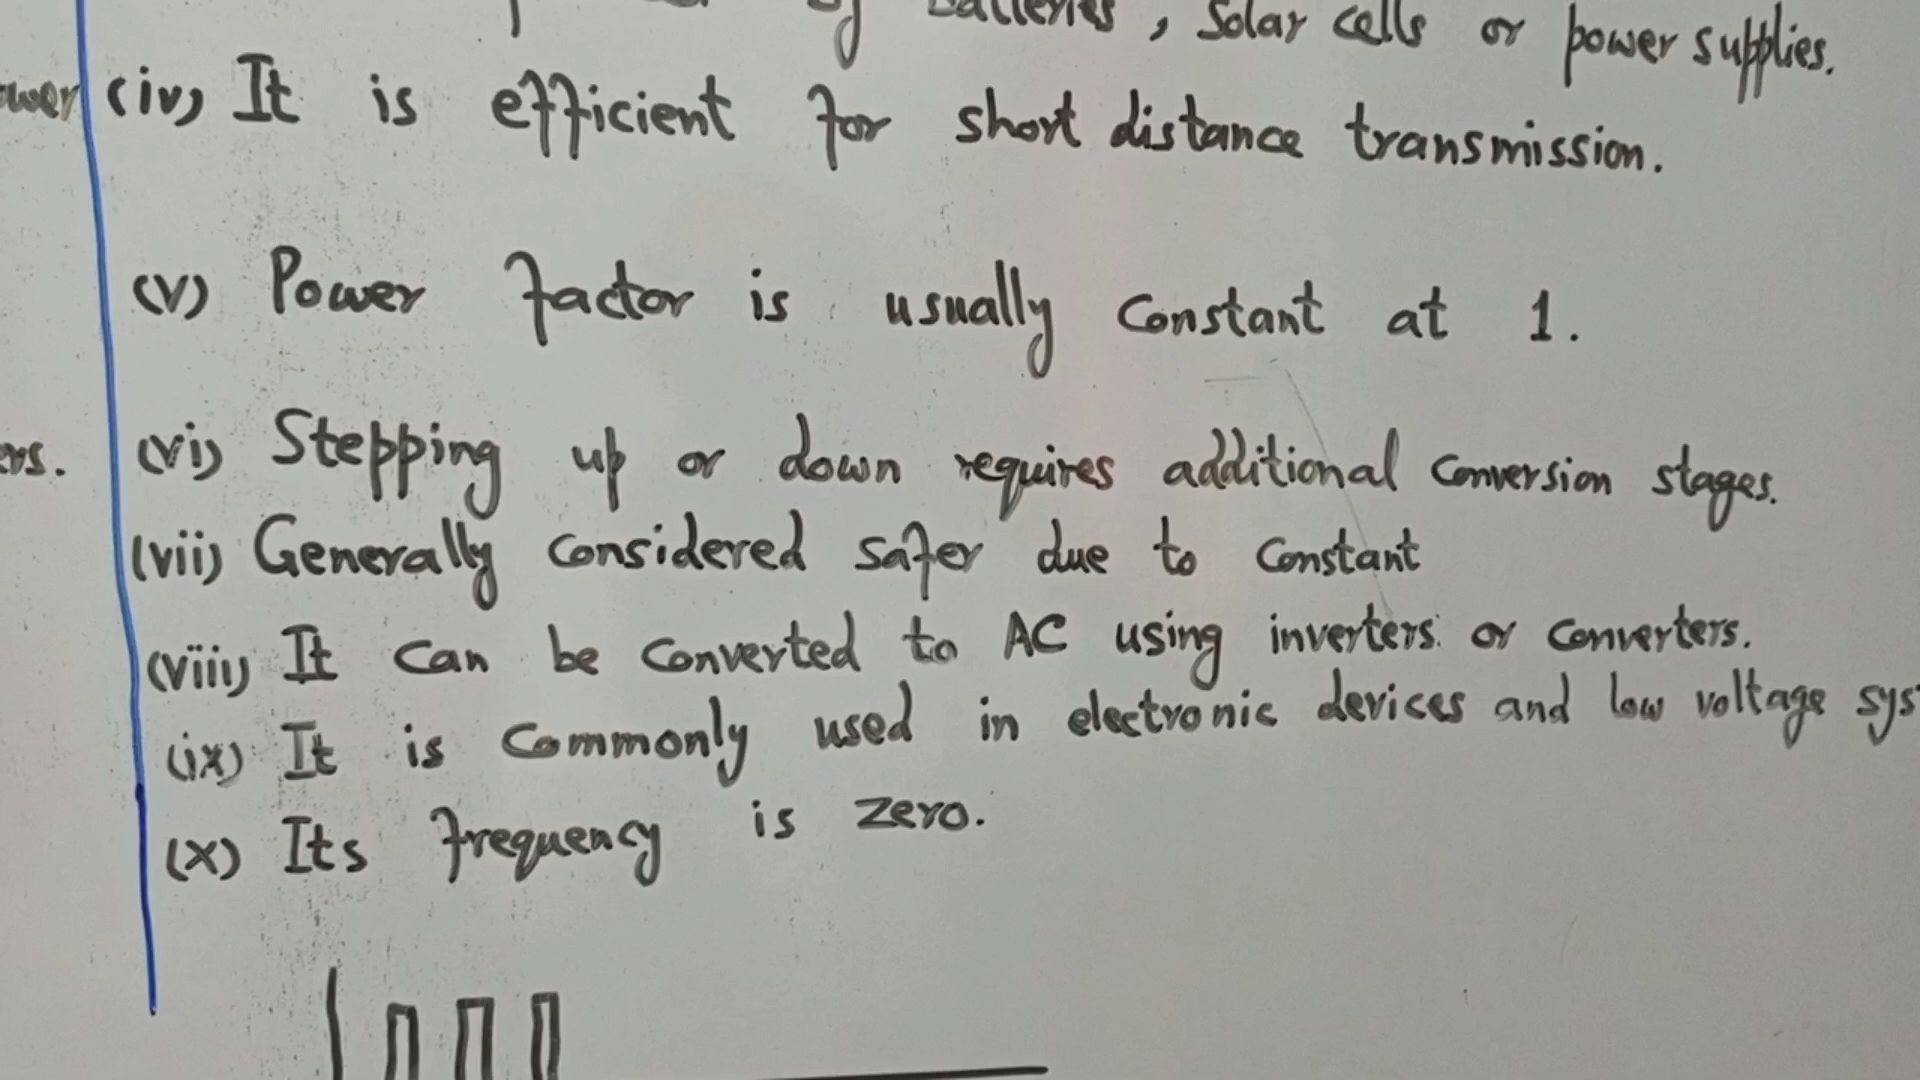 by batteries, Solar cells or power supplies.
(iv) It is efficient for short distance transmission.
(v) Power factor is usually Constant at 1.
ers. (vi) Stepping up or down requires additional Conversion stages.
(vii) Generally Considered safer due to Constant
(viii) It Can be Converted to AC using inverters or Converters.
(ix) It is Commonly used in electronic devices and low voltage sys
(x) Its frequency is zero.